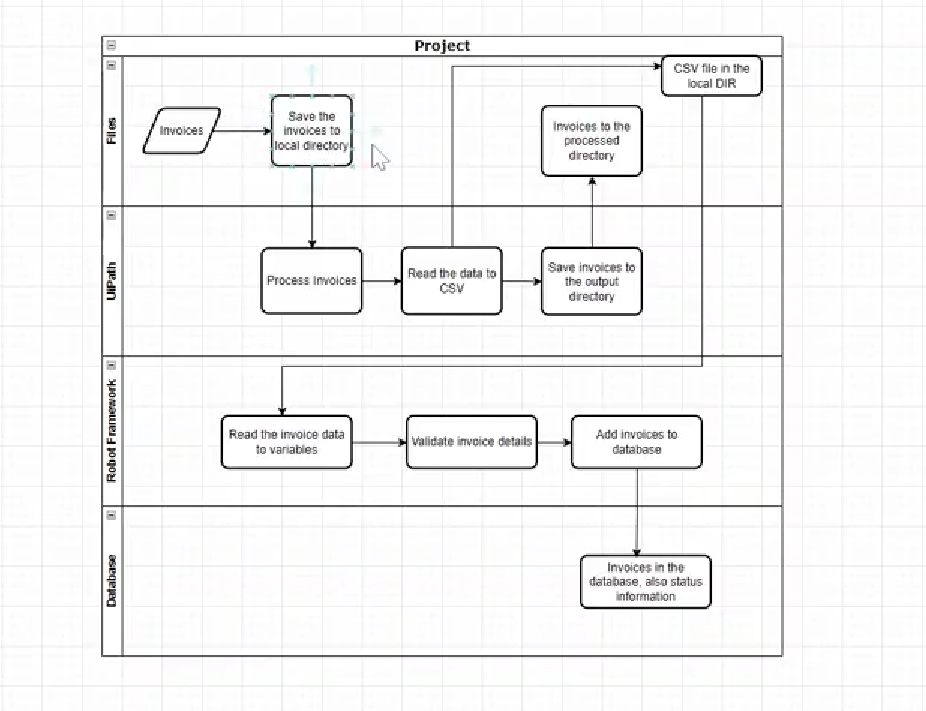 Project
Files
Invoices
Save the
invoices to
local directory
CSV file in the
local DIR
Invoices to the
processed
directory
UiPath
Process Invoices
Read the data to
CSV
Save invoices to
the output
directory
Robot Framework
Read the invoice data
to variables
Validate invoice details
Add invoices to
database
Database
Invoices in the
database, also status
information